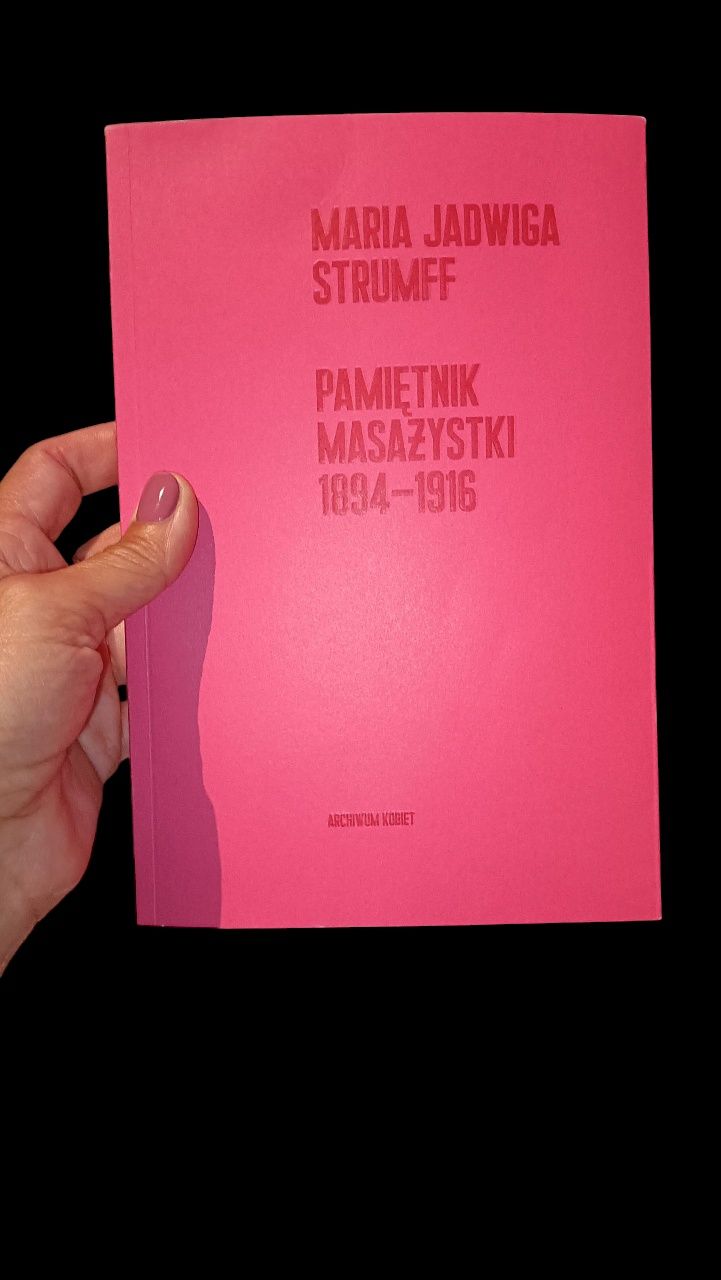 MARIA JADWIGA
STRUMFF
PAMIĘTNIK
MASAŻYSTKI
1894–1916
ARCHIWUM KOBIET